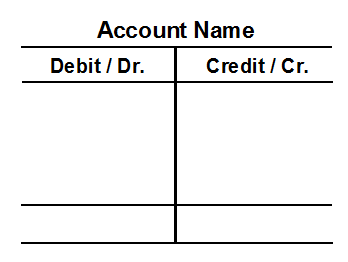 Account Name
Debit / Dr.
Credit / Cr.